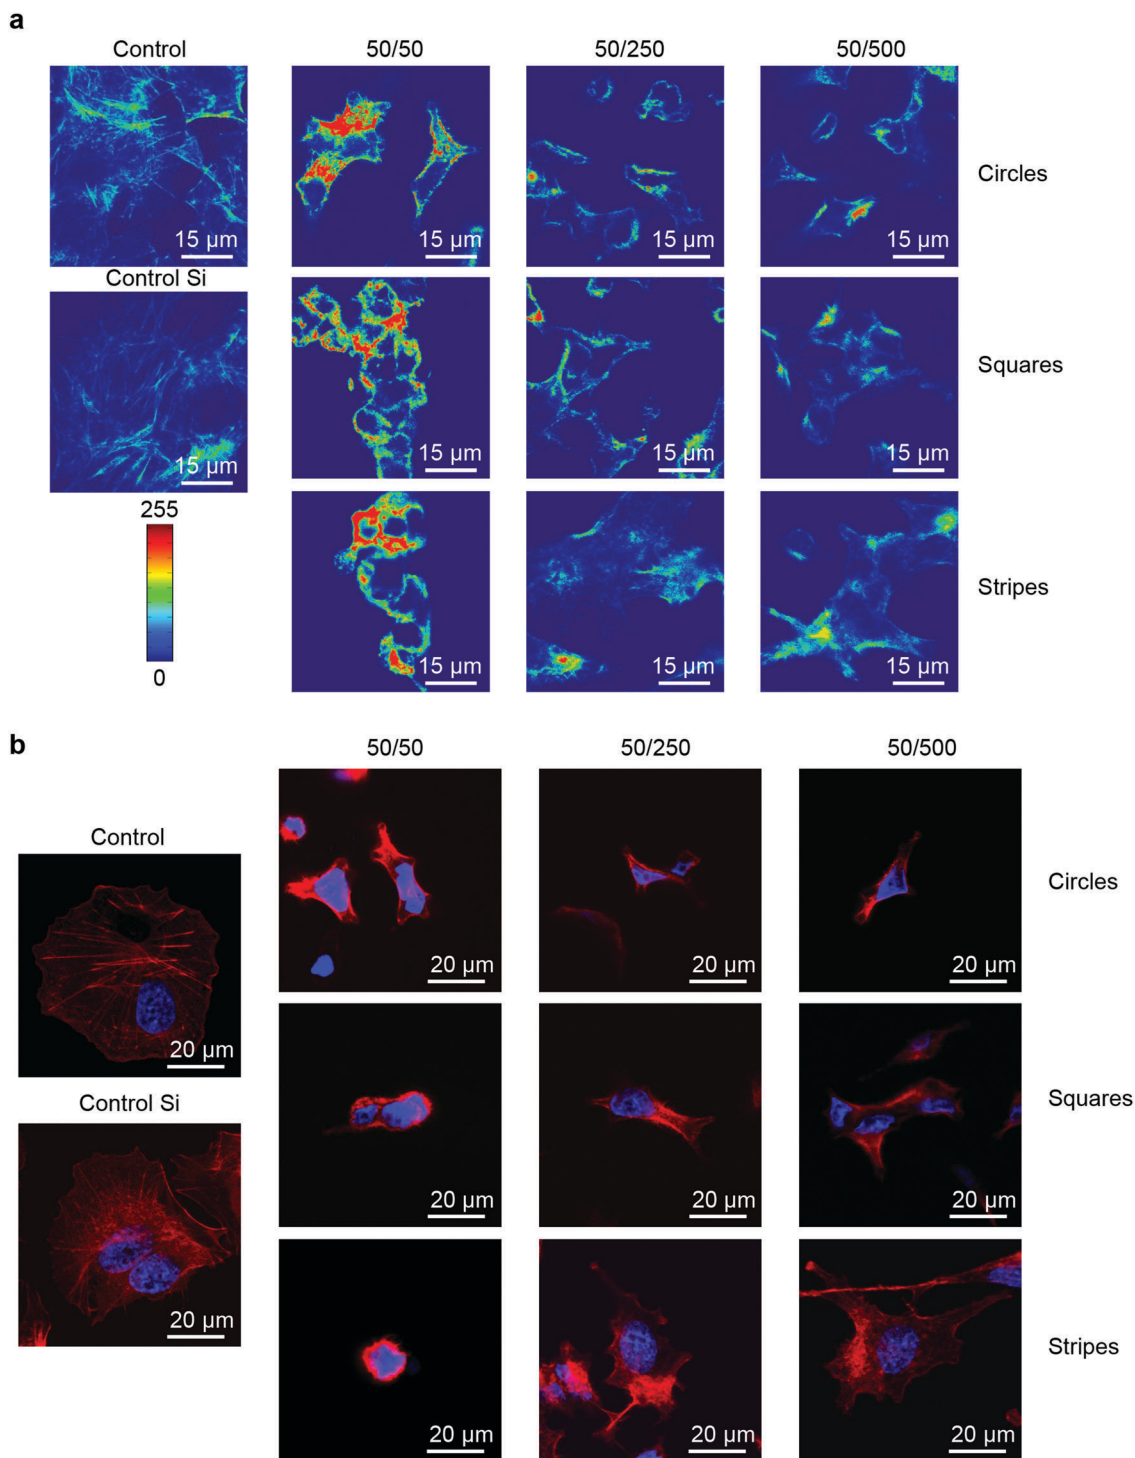 a
Control 50/50 50/250 50/500
15 µm 15 µm 15 µm 15 µm Circles
Control Si
15 µm 15 µm 15 µm 15 µm Squares
255
0
15 µm 15 µm 15 µm Stripes
b
50/50 50/250 50/500
Control
20 µm
Control Si
20 µm
20 µm 20 µm 20 µm Circles
20 µm 20 µm 20 µm Squares
20 µm 20 µm 20 µm Stripes